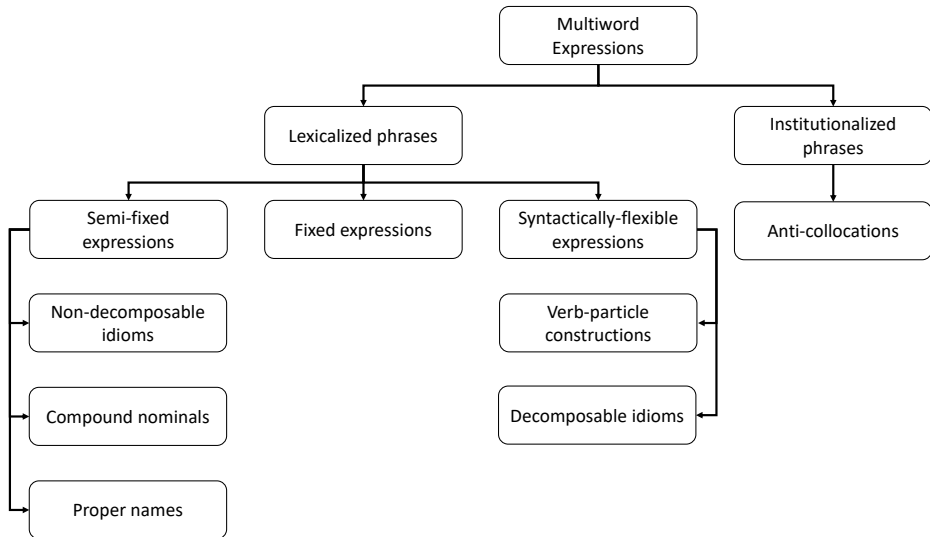 Multiword
Expressions
Lexicalized phrases
Institutionalized
phrases
Semi-fixed
expressions
Fixed expressions
Syntactically-flexible
expressions
Anti-collocations
Non-decomposable
idioms
Verb-particle
constructions
Compound nominals
Decomposable idioms
Proper names